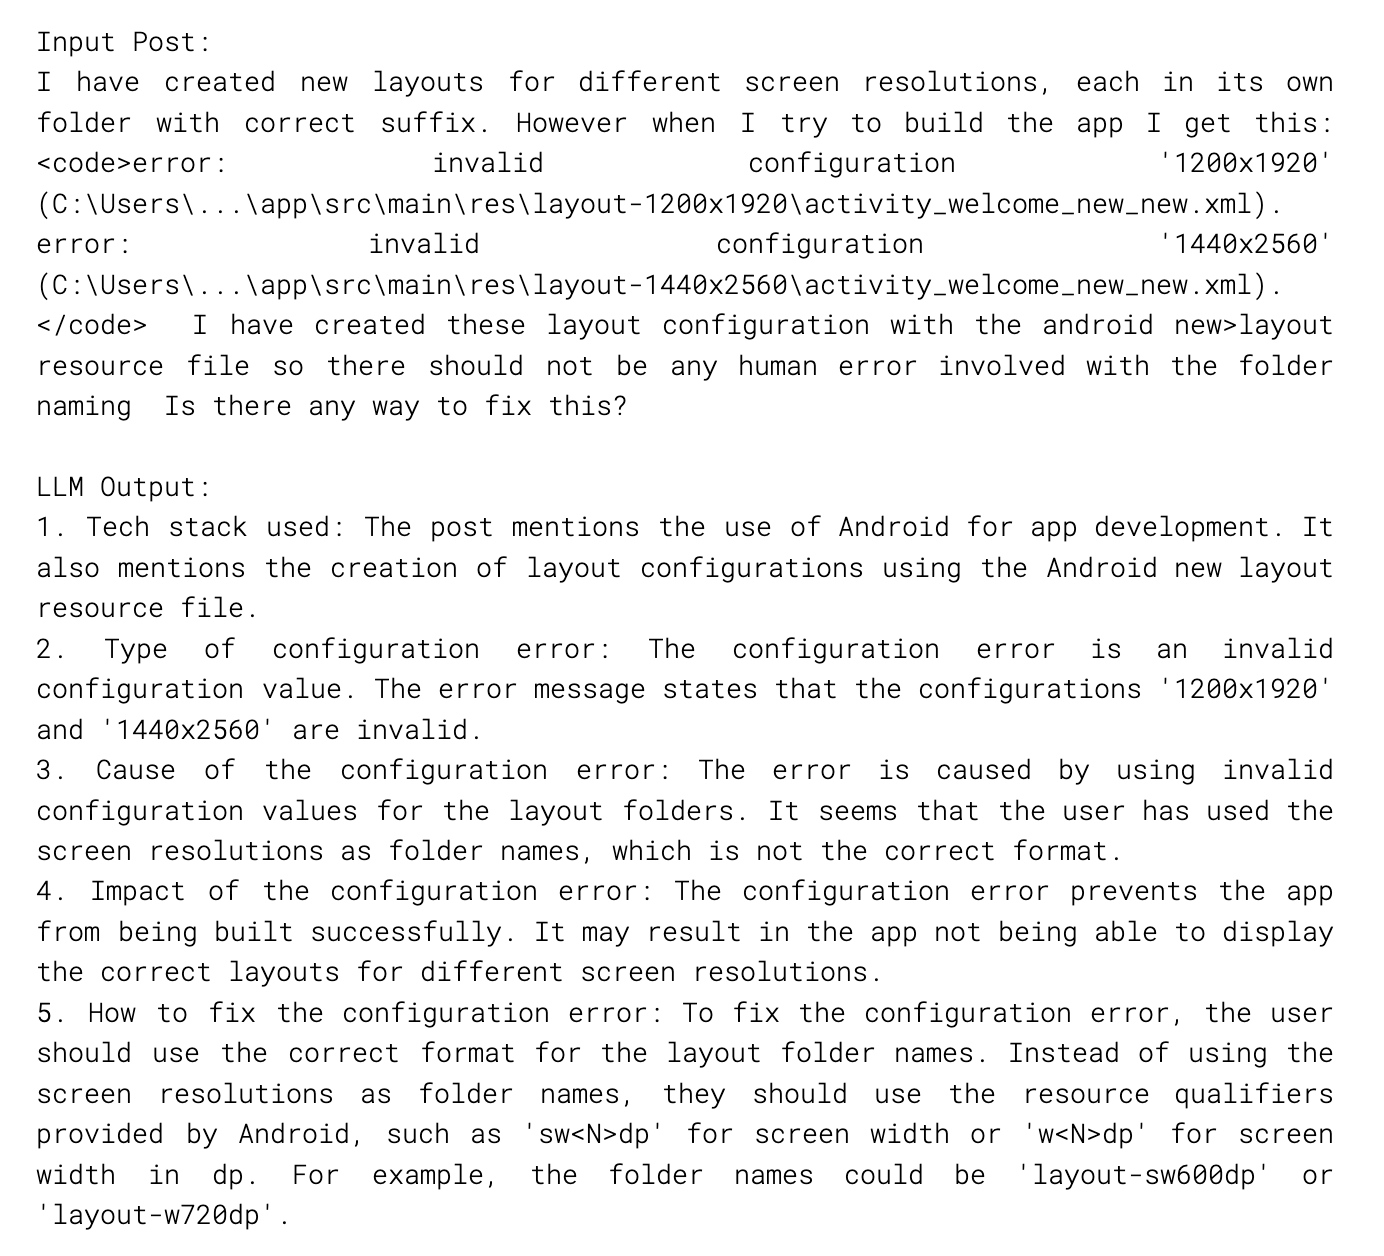 Input Post:
I have created new layouts for different screen resolutions, each in its own
folder with correct suffix. However when I try to build the app I get this:
<code>error: invalid configuration '1200x1920'
(C:\Users\...\app\src\main\res\layout-1200x1920\activity_welcome_new_new.xml).
error: invalid configuration '1440x2560'
(C:\Users\...\app\src\main\res\layout-1440x2560\activity_welcome_new_new.xml).
</code>  I have created these layout configuration with the android new>layout
resource file so there should not be any human error involved with the folder
naming  Is there any way to fix this?

LLM Output:
1. Tech stack used: The post mentions the use of Android for app development. It
also mentions the creation of layout configurations using the Android new layout
resource file.
2. Type of configuration error: The configuration error is an invalid
configuration value. The error message states that the configurations '1200x1920'
and '1440x2560' are invalid.
3. Cause of the configuration error: The error is caused by using invalid
configuration values for the layout folders. It seems that the user has used the
screen resolutions as folder names, which is not the correct format.
4. Impact of the configuration error: The configuration error prevents the app
from being built successfully. It may result in the app not being able to display
the correct layouts for different screen resolutions.
5. How to fix the configuration error: To fix the configuration error, the user
should use the correct format for the layout folder names. Instead of using the
screen resolutions as folder names, they should use the resource qualifiers
provided by Android, such as 'sw<N>dp' for screen width or 'w<N>dp' for screen
width in dp. For example, the folder names could be 'layout-sw600dp' or
'layout-w720dp'.